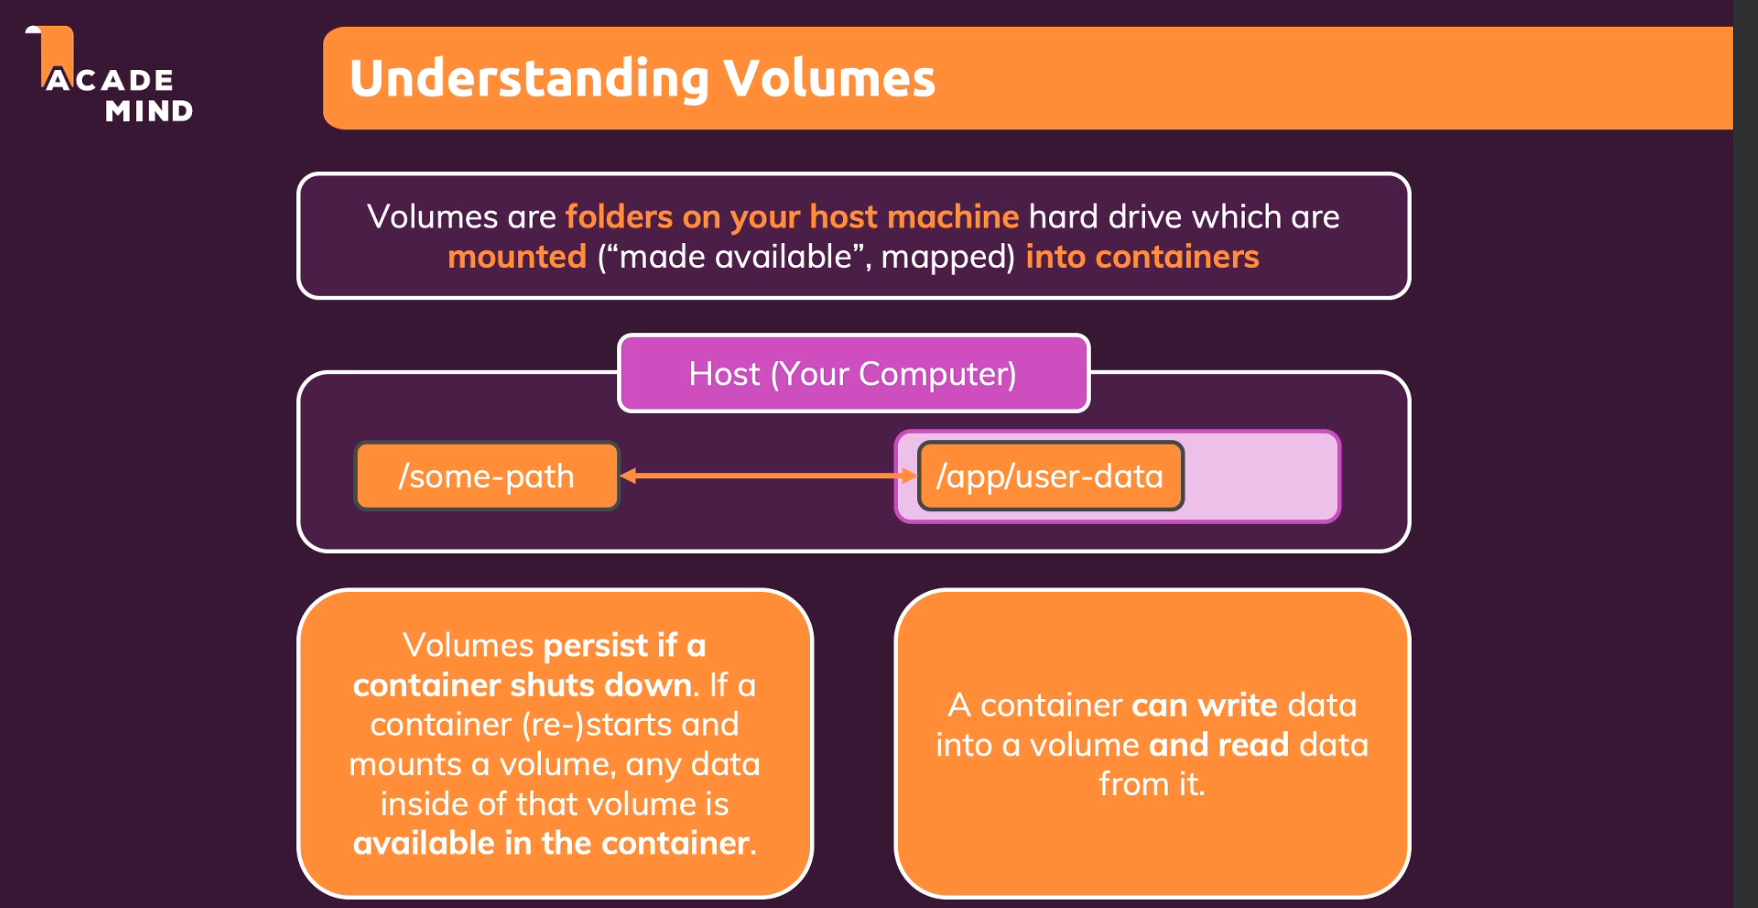 ACADE
MIND
Understanding Volumes
Volumes are folders on your host machine hard drive which are
mounted (“made available”, mapped) into containers
Host (Your Computer)
/some-path
/app/user-data
Volumes persist if a
container shuts down. If a
container (re-)starts and
mounts a volume, any data
inside of that volume is
available in the container.
A container can write data
into a volume and read data
from it.